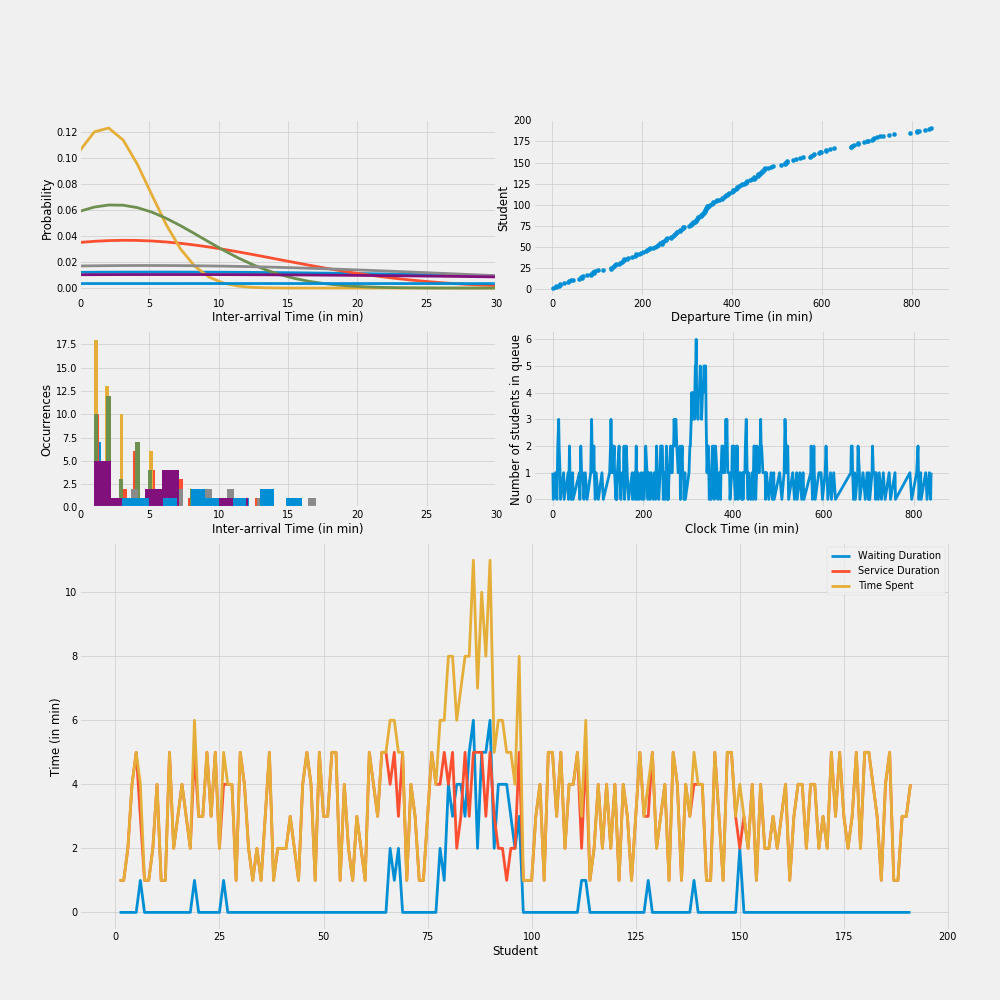 0.12
0.10
0.08
0.06
0.04
0.02
0.00
Probability
0 5 10 15 20 25 30
Inter-arrival Time (in min)
200
175
150
125
100
75
50
25
0
Student
0 200 400 600 800
Departure Time (in min)
17.5
15.0
12.5
10.0
7.5
5.0
2.5
0.0
Occurrences
0 5 10 15 20 25 30
Inter-arrival Time (in min)
6
5
4
3
2
1
0
Number of students in queue
0 200 400 600 800
Clock Time (in min)
Waiting Duration
Service Duration
Time Spent
10
8
6
4
2
0
Time (in min)
0 25 50 75 100 125 150 175 200
Student